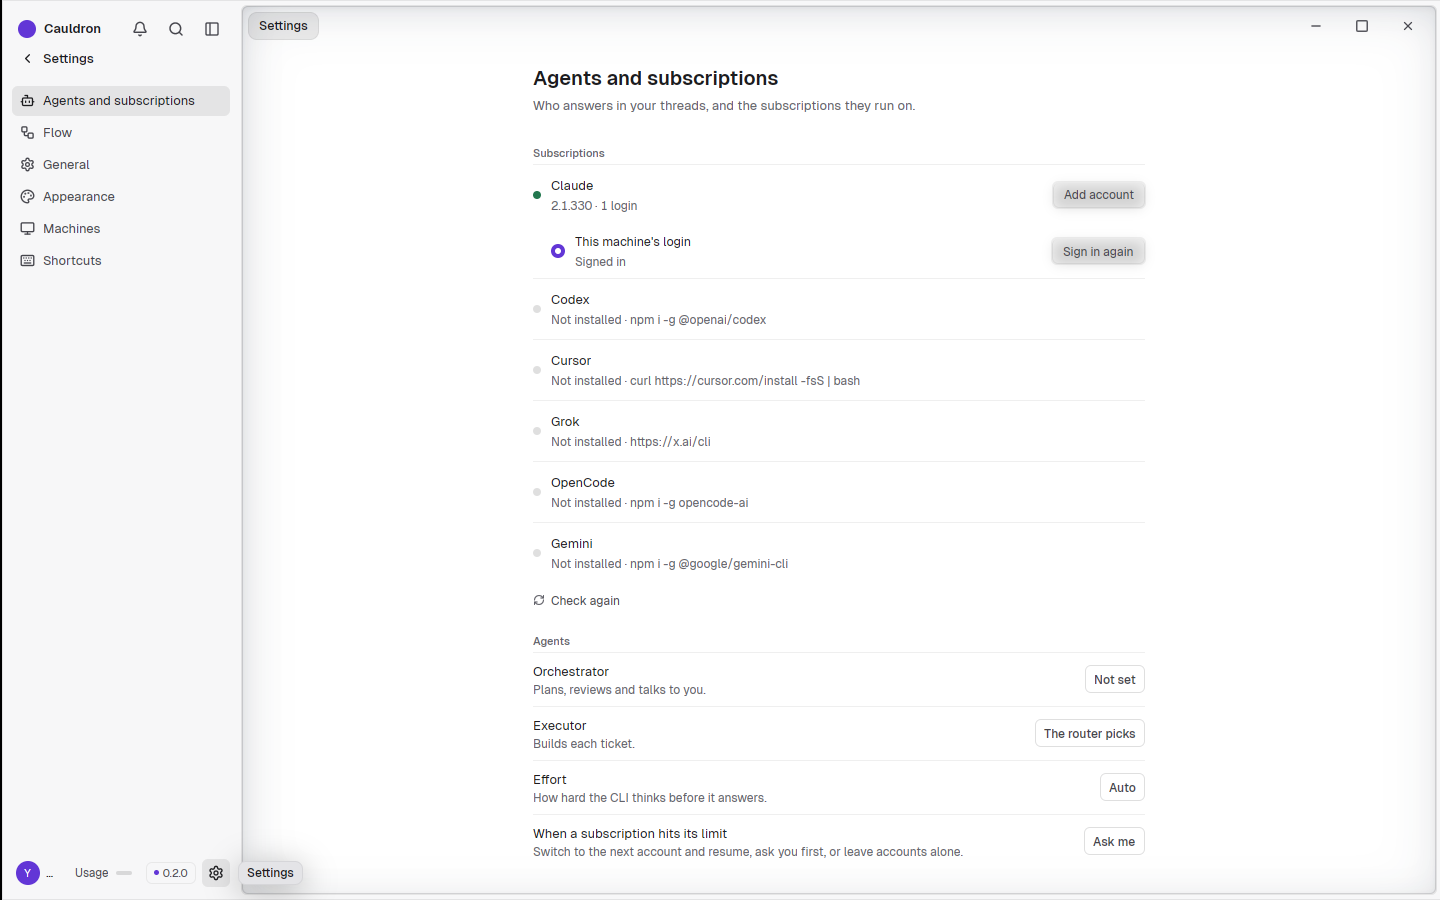 Cauldron
Settings
Settings
Agents and subscriptions
Flow
General
Appearance
Machines
Shortcuts
Agents and subscriptions
Who answers in your threads, and the subscriptions they run on.
Subscriptions
Claude
2.1.330 · 1 login
Add account
This machine's login
Signed in
Sign in again
Codex
Not installed · npm i -g @openai/codex
Cursor
Not installed · curl https://cursor.com/install -fsS | bash
Grok
Not installed · https://x.ai/cli
OpenCode
Not installed · npm i -g opencode-ai
Gemini
Not installed · npm i -g @google/gemini-cli
Check again
Agents
Orchestrator
Plans, reviews and talks to you.
Not set
Executor
Builds each ticket.
The router picks
Effort
How hard the CLI thinks before it answers.
Auto
When a subscription hits its limit
Switch to the next account and resume, ask you first, or leave accounts alone.
Ask me
Y ... Usage 0.2.0 Settings